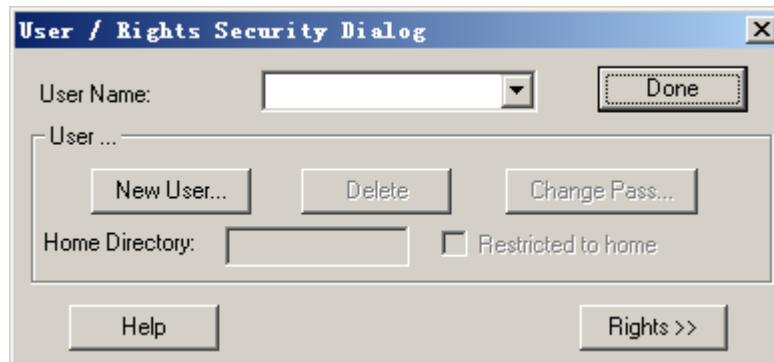 User / Rights Security Dialog
User Name:
Done
User ...
New User...
Delete
Change Pass...
Home Directory:
Restricted to home
Help
Rights >>